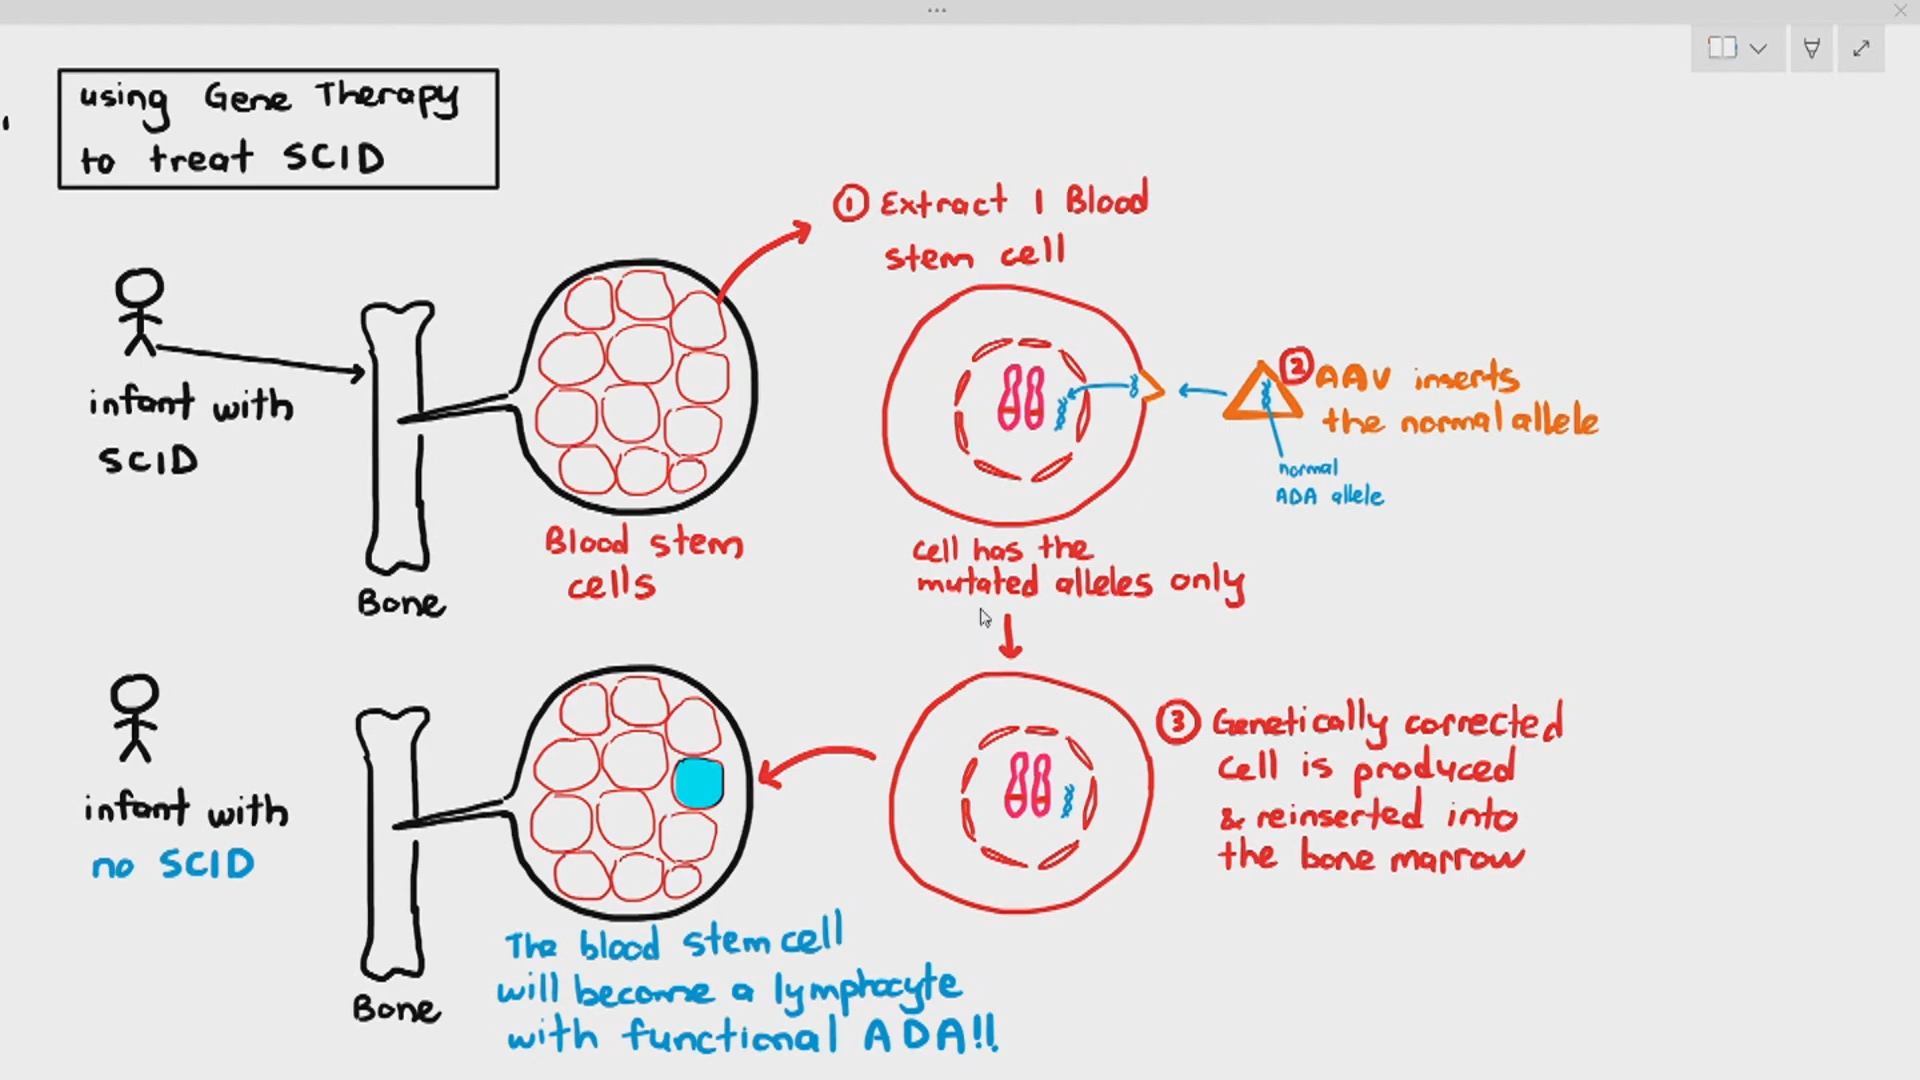 using Gene Therapy
to treat SCID
① Extract 1 Blood
stem cell
infant with
SCID
Bone
Blood stem
cells
② AAV inserts
the normal allele
normal
ADA allele
cell has the
mutated alleles only
③ Genetically corrected
cell is produced
& reinserted into
the bone marrow
infant with
no SCID
Bone
The blood stem cell
will become a lymphocyte
with functional ADA!!